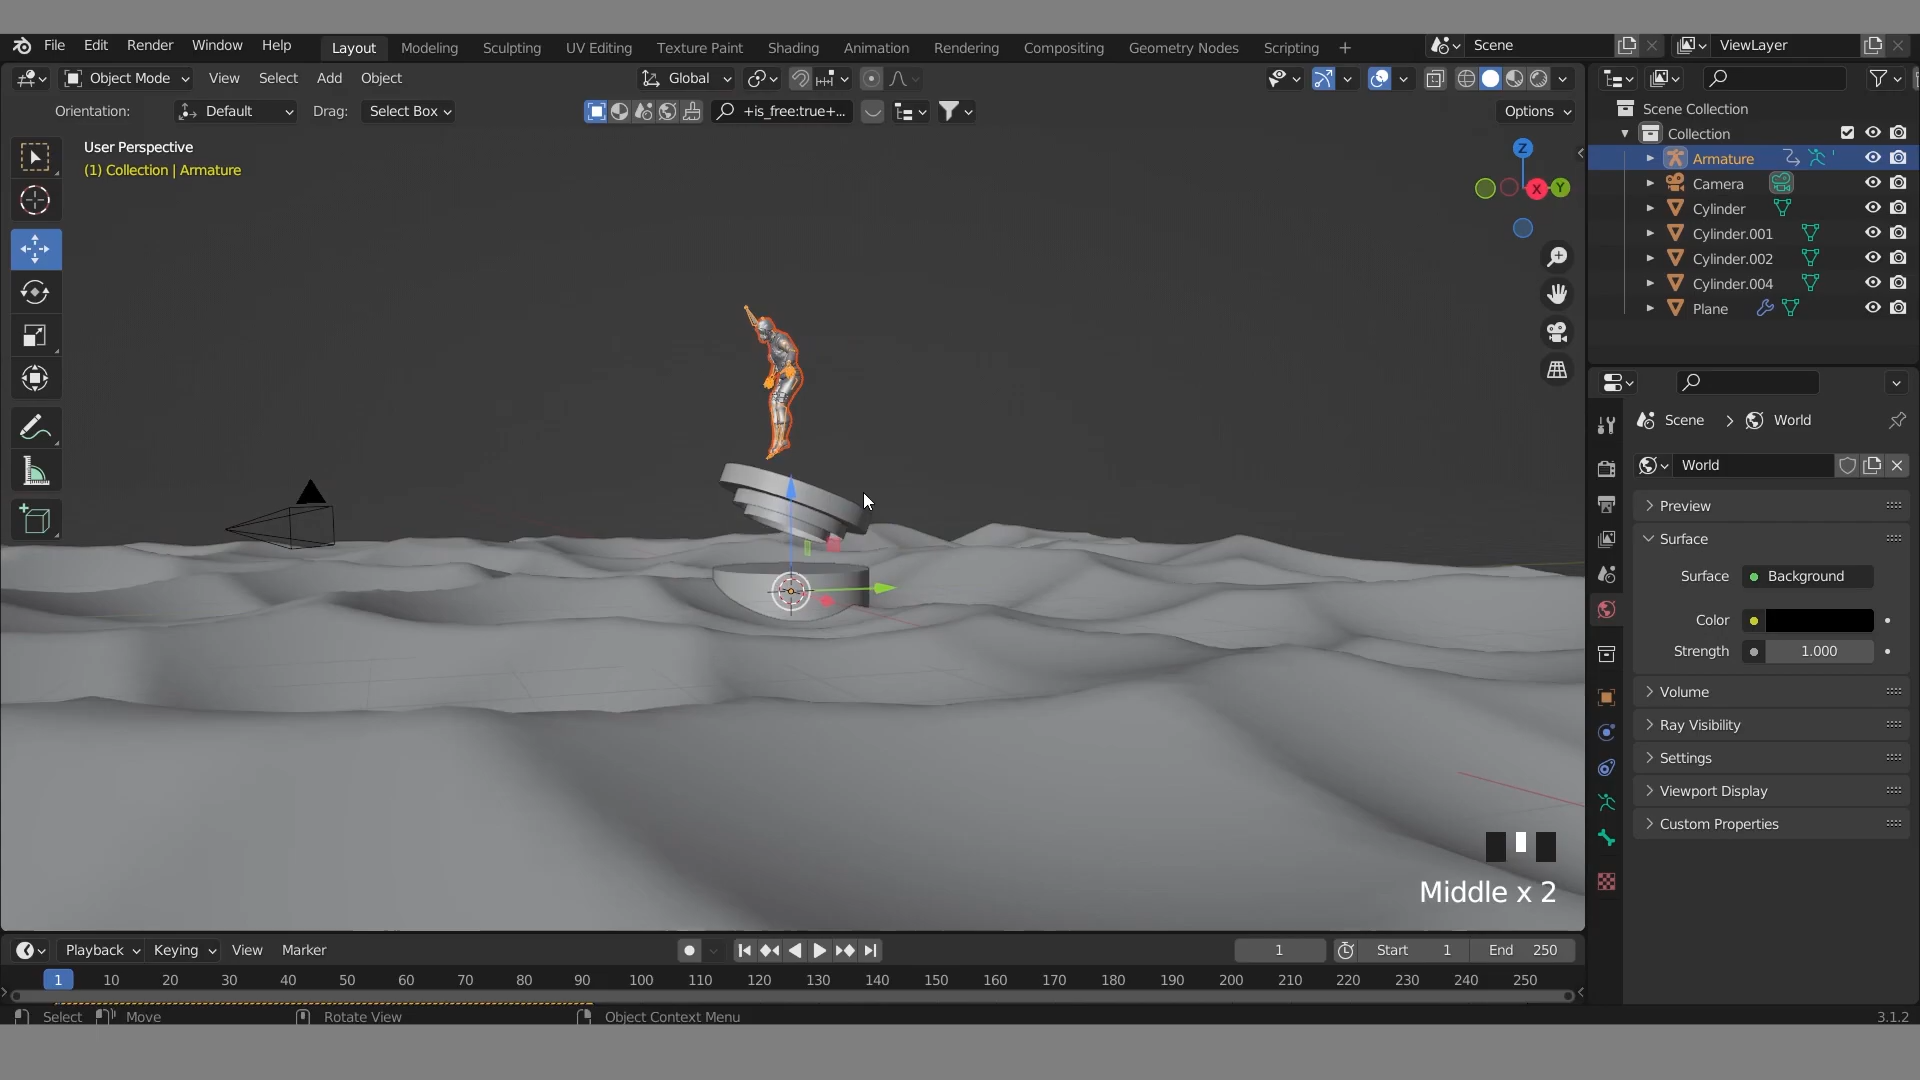 File Edit Render Window Help Layout Modeling Sculpting UV Editing Texture Paint Shading Animation Rendering Compositing Geometry Nodes Scripting + Scene ViewLayer
Object Mode View Select Add Object Global
Orientation: Default Drag: Select Box +is_free:true+... Options
User Perspective
(1) Collection | Armature
Z
X
Y
Scene Collection
Collection
Armature
Camera
Cylinder
Cylinder.001
Cylinder.002
Cylinder.004
Plane
Scene > World
World
Preview
Surface
Surface Background
Color
Strength 1.000
Volume
Ray Visibility
Settings
Viewport Display
Custom Properties
Middle x 2
Playback Keying View Marker 1 Start 1 End 250
1 10 20 30 40 50 60 70 80 90 100 110 120 130 140 150 160 170 180 190 200 210 220 230 240 250
Select Move Rotate View Object Context Menu 3.1.2